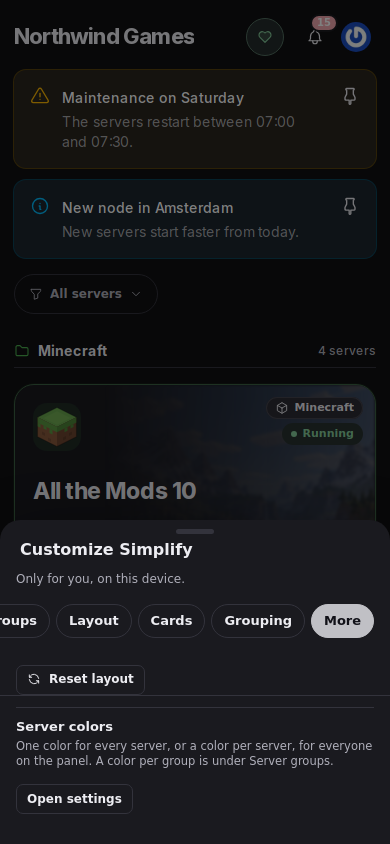 Northwind Games
15
Maintenance on Saturday
The servers restart between 07:00
and 07:30.
New node in Amsterdam
New servers start faster from today.
All servers
Minecraft
4 servers
Minecraft
Running
All the Mods 10
Customize Simplify
Only for you, on this device.
roups
Layout
Cards
Grouping
More
Reset layout
Server colors
One color for every server, or a color per server, for everyone
on the panel. A color per group is under Server groups.
Open settings